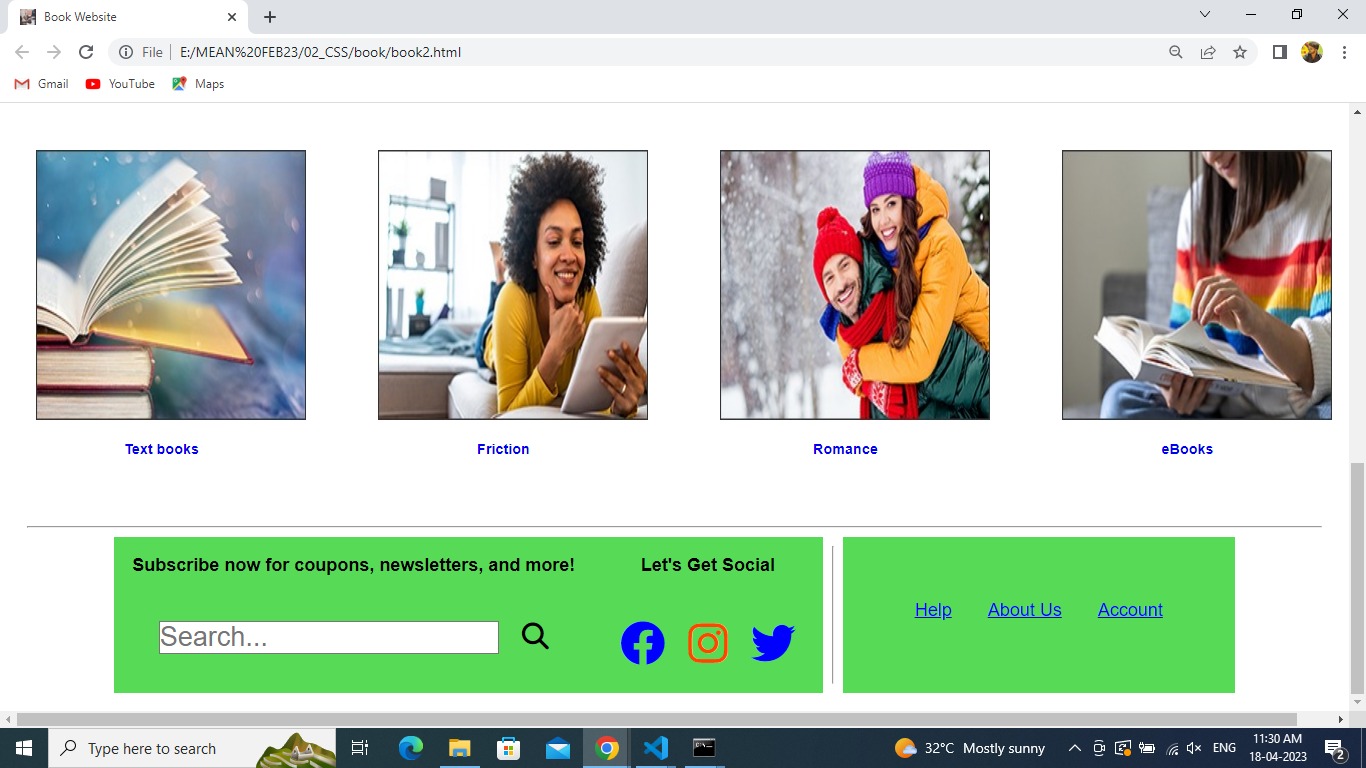 Book Website
File E:/MEAN%20FEB23/02_CSS/book/book2.html
Gmail YouTube Maps
Text books Friction Romance eBooks
Subscribe now for coupons, newsletters, and more! Let's Get Social
Help About Us Account
Search...
Type here to search 32°C Mostly sunny ENG 11:30 AM
18-04-2023 2